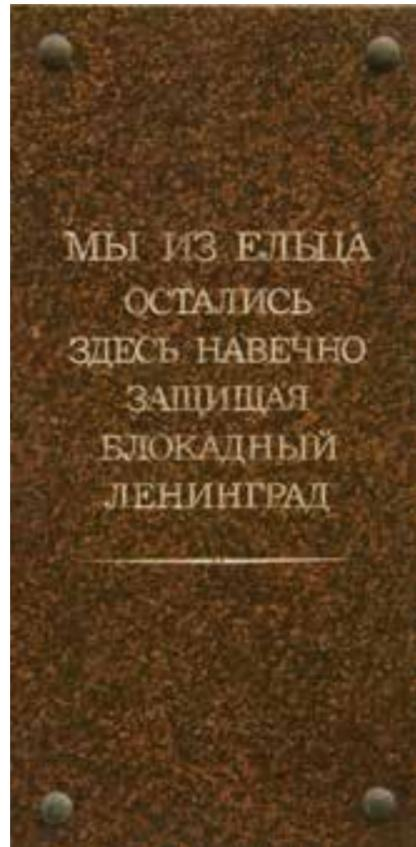 МЫ ИЗ ЕЛЬЦА
ОСТАЛИСЬ
ЗДЕСЬ НАВЕЧНО
ЗАЩИЩАЯ
БЛОКАДНЫЙ
ЛЕНИНГРАД